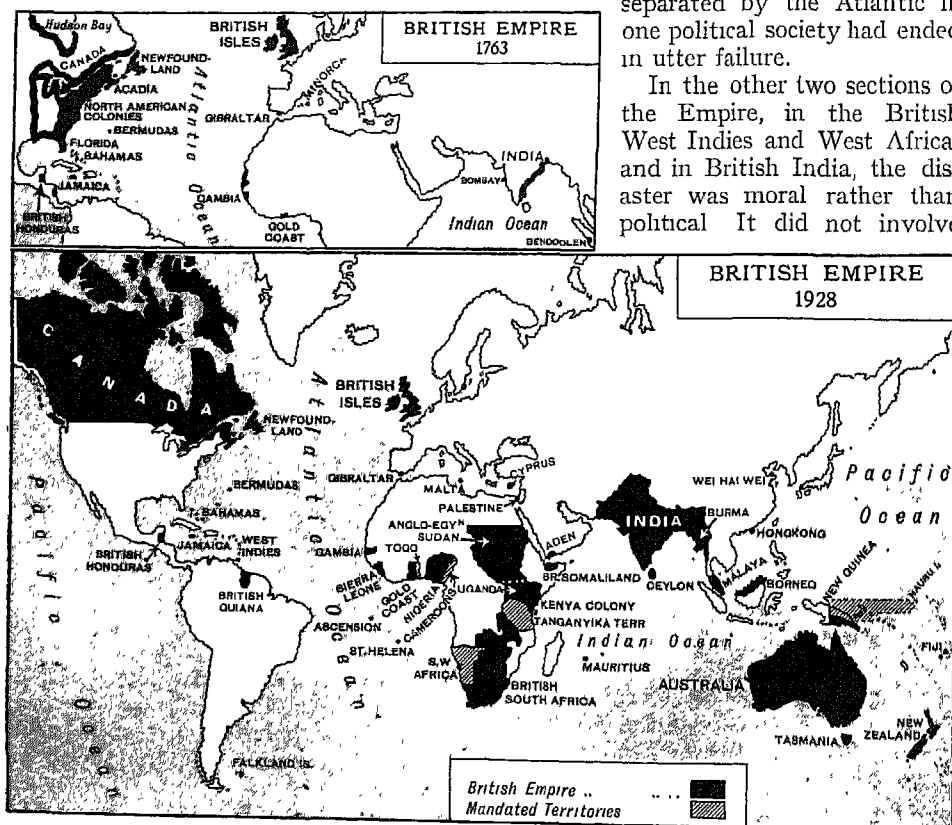 BRITISH EMPIRE
1763
Hudson Bay
CANADA
NEWFOUND-
LAND
ACADIA
NORTH AMERICAN
COLONIES
BERMUDAS
FLORIDA
BAHAMAS
JAMAICA
BRITISH
HONDURAS
Atlantic Ocean
BRITISH
ISLES
MINORCA
GIBRALTAR
GAMBIA
GOLD
COAST
INDIA
BOMBAY
Indian Ocean
BENCOOLEN
separated by the Atlantic in
one political society had ended
in utter failure.
In the other two sections o
the Empire, in the British
West Indies and West Africa
and in British India, the dis
aster was moral rather than
political It did not involve
BRITISH EMPIRE
1928
CANADA
NEWFOUND-
LAND
BERMUDAS
BAHAMAS
JAMAICA
WEST
INDIES
BRITISH
HONDURAS
BRITISH
GUIANA
FALKLAND IS.
Pacific Ocean
Atlantic Ocean
BRITISH
ISLES
GIBRALTAR
MALTA
CYPRUS
PALESTINE
ANGLO-EGYN
SUDAN
GAMBIA
TOGO
SIERRA
LEONE
GOLD
COAST
NIGERIA
CAMEROONS
UGANDA
ASCENSION
ST. HELENA
S.W
AFRICA
BRITISH
SOUTH AFRICA
ADEN
BR. SOMALILAND
KENYA COLONY
TANGANYIKA TERR
Indian Ocean
MAURITIUS
INDIA
CEYLON
BURMA
WEI HAI WEI
HONGKONG
MALAYA
BORNEO
NEW GUINEA
Pacific
Ocean
FIJI
AUSTRALIA
TASMANIA
NEW
ZEALAND
British Empire .. .. ..
Mandated Territories